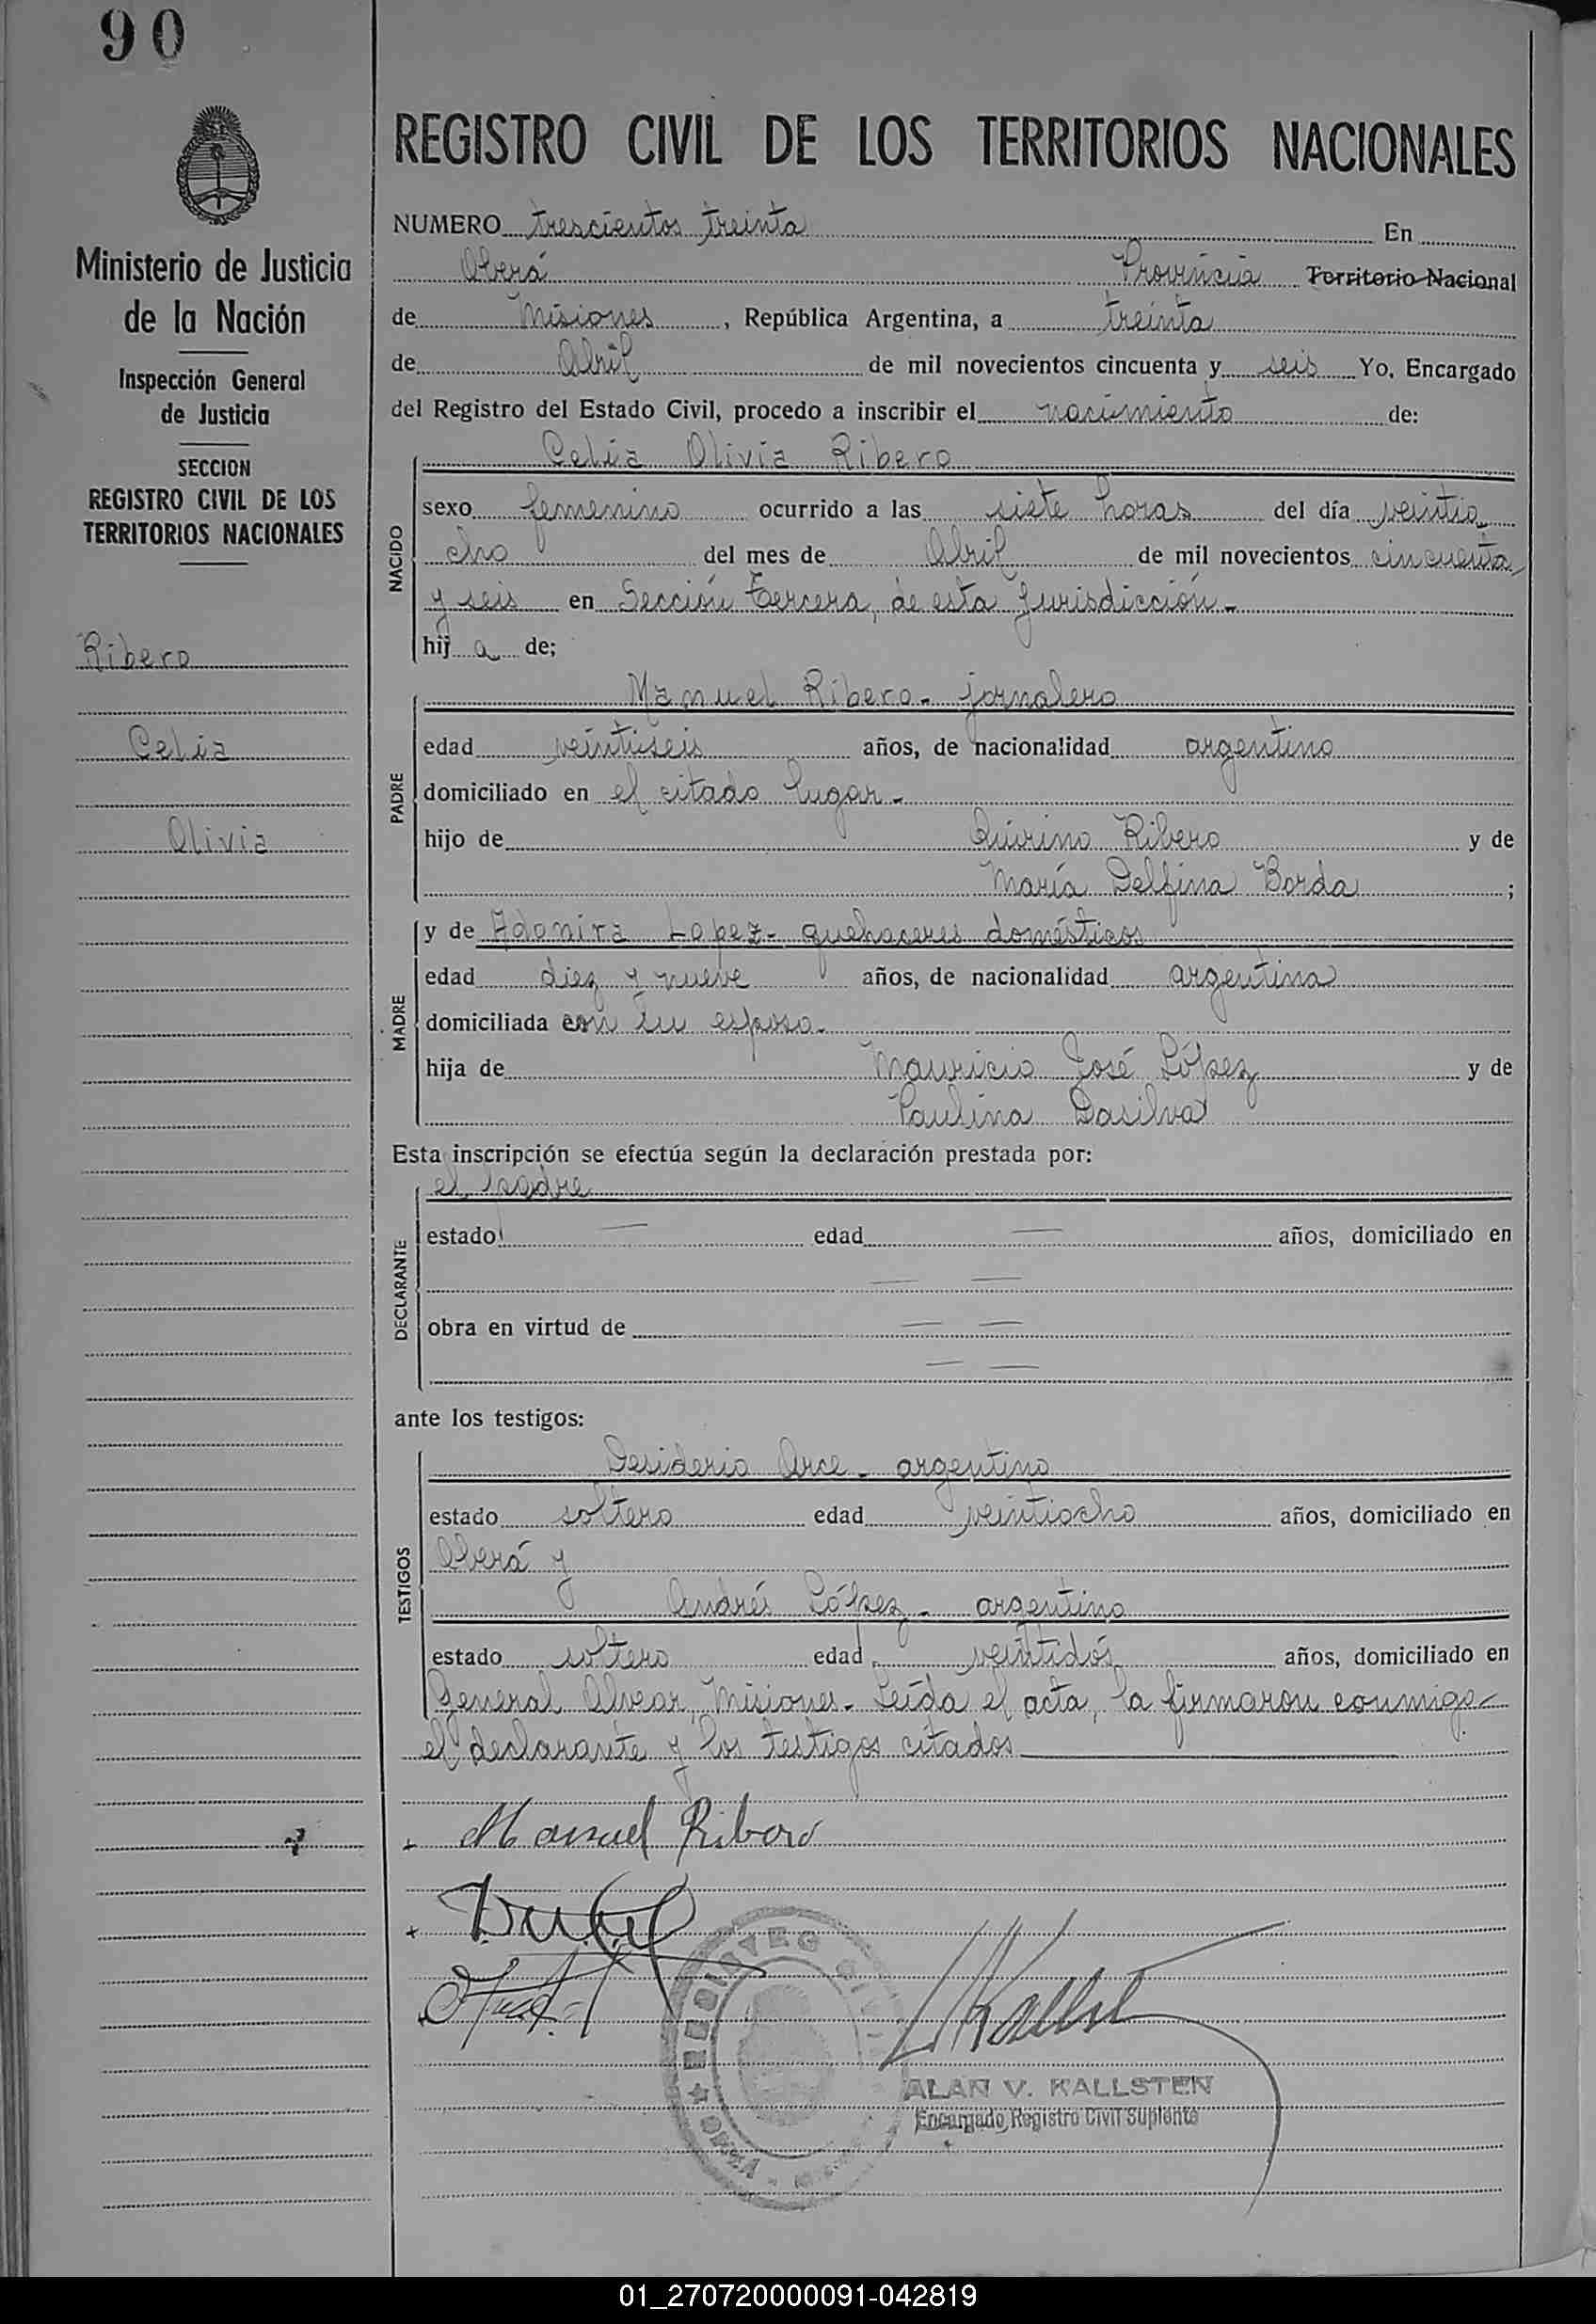 90
Ministerio de Justicia
de la Nación
Inspección General
de Justicia
SECCION
REGISTRO CIVIL DE LOS
TERRITORIOS NACIONALES
Ribero
Celia
Olivia
REGISTRO CIVIL DE LOS TERRITORIOS NACIONALES
NUMERO trescientos treinta En
Oberá Provincia Territorio Nacional
de Misiones, República Argentina, a treinta
de Abril de mil novecientos cincuenta y seis Yo, Encargado
del Registro del Estado Civil, procedo a inscribir el nacimiento de:
NACIDO
Celia Olivia Ribero
sexo femenino ocurrido a las siete horas del día veintio
cho del mes de Abril de mil novecientos cincuenta
y seis en Sección Tercera, de esta Jurisdicción.-
hij a de;
PADRE
Manuel Ribero - jornalero
edad veintiseis años, de nacionalidad argentino
domiciliado en el citado lugar.-
hijo de Quirino Ribero y de
María Delfina Borda ;
MADRE
y de Adonira Lopez - quehaceres domésticos
edad diez y nueve años, de nacionalidad argentina
domiciliada con su esposo.
hija de Mauricio José López y de
Paulina Dasilva
Esta inscripción se efectúa según la declaración prestada por:
DECLARANTE
el padre
estado — edad — años, domiciliado en
— —
obra en virtud de — —
— —
ante los testigos:
TESTIGOS
Desiderio Arce - argentino
estado soltero edad veintiocho años, domiciliado en
Oberá y
Andrés López - argentino
estado soltero edad veintidós años, domiciliado en
General Alvear, Misiones.- Leída el acta, la firmaron conmigo
el declarante y los testigos citados
Manuel Ribero
REGISTRO CIVIL
OBERA
Kallst
ALAN V. KALLSTEN
Encargado Registro Civil Suplente
01_270720000091-042819